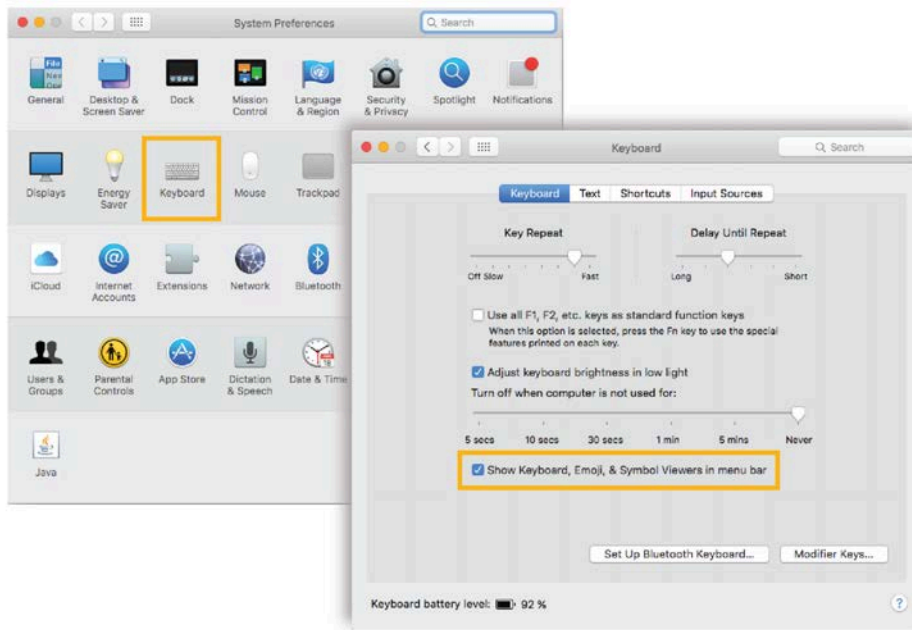 System Preferences
Search
General
Desktop &
Screen Saver
Dock
Mission
Control
Language
& Region
Security
& Privacy
Spotlight
Notifications
Displays
Energy
Saver
Keyboard
Mouse
Trackpad
iCloud
Internet
Accounts
Extensions
Network
Bluetooth
Users &
Groups
Parental
Controls
App Store
Dictation
& Speech
Date & Time
Java
Keyboard
Search
Keyboard Text Shortcuts Input Sources
Key Repeat Delay Until Repeat
Off Slow Fast Long Short
Use all F1, F2, etc. keys as standard function keys
When this option is selected, press the Fn key to use the special
features printed on each key.
Adjust keyboard brightness in low light
Turn off when computer is not used for:
5 secs 10 secs 30 secs 1 min 5 mins Never
Show Keyboard, Emoji, & Symbol Viewers in menu bar
Set Up Bluetooth Keyboard... Modifier Keys...
Keyboard battery level: 92 %
?